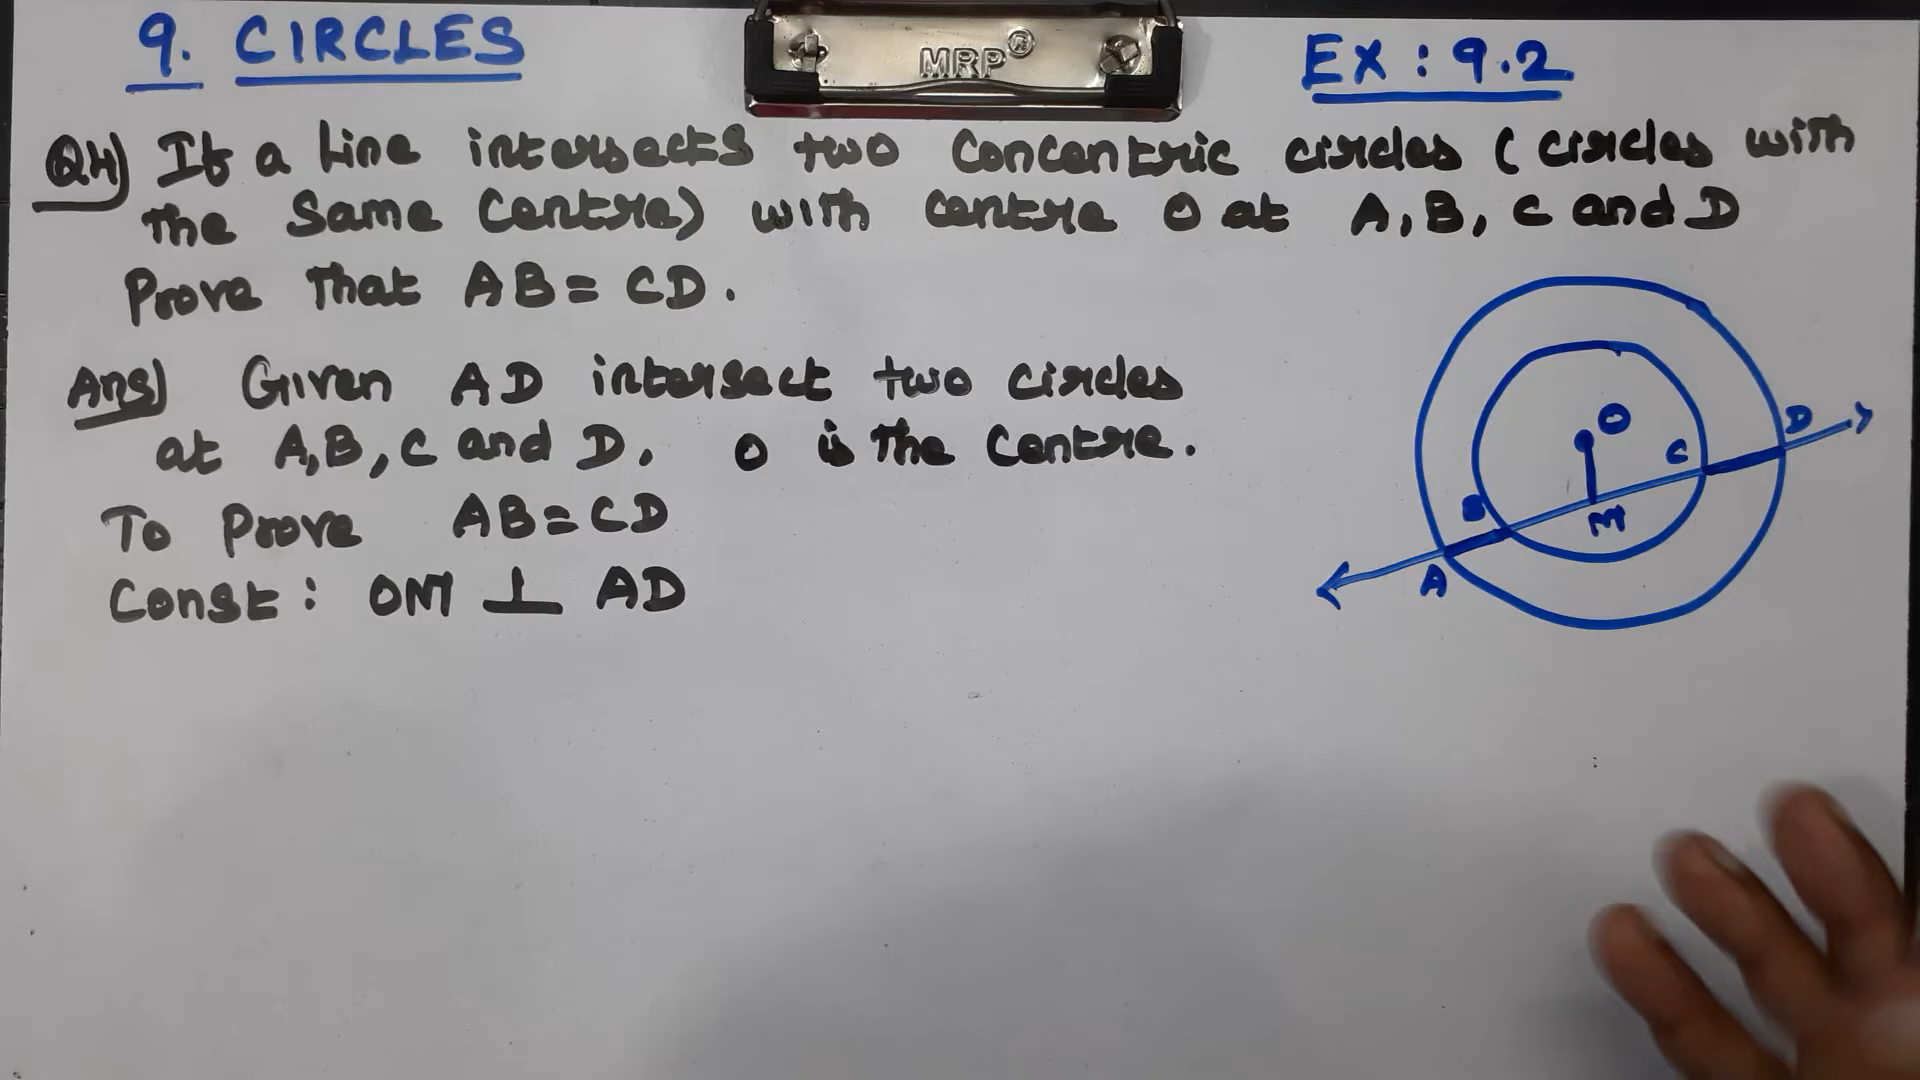 9. CIRCLES
MRP®
EX : 9.2
Q4) If a line intersects two concentric circles (circles with
the same centre) with centre O at A, B, C and D
Prove that AB = CD.
Ans) Given AD intersect two circles
at A, B, C and D. O is the centre.
To Prove AB = CD
Const : OM ⊥ AD
O
D
C
B
M
A